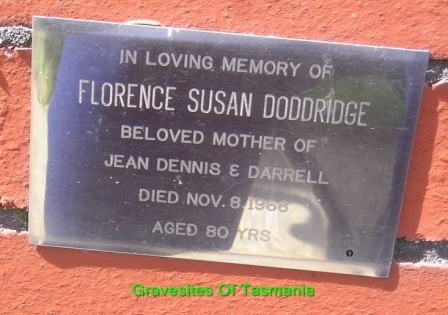 IN LOVING MEMORY OF
FLORENCE SUSAN DODDRIDGE
BELOVED MOTHER OF
JEAN DENNIS & DARRELL
DIED NOV. 8. 1968
AGED 80 YRS.
Gravesites Of Tasmania